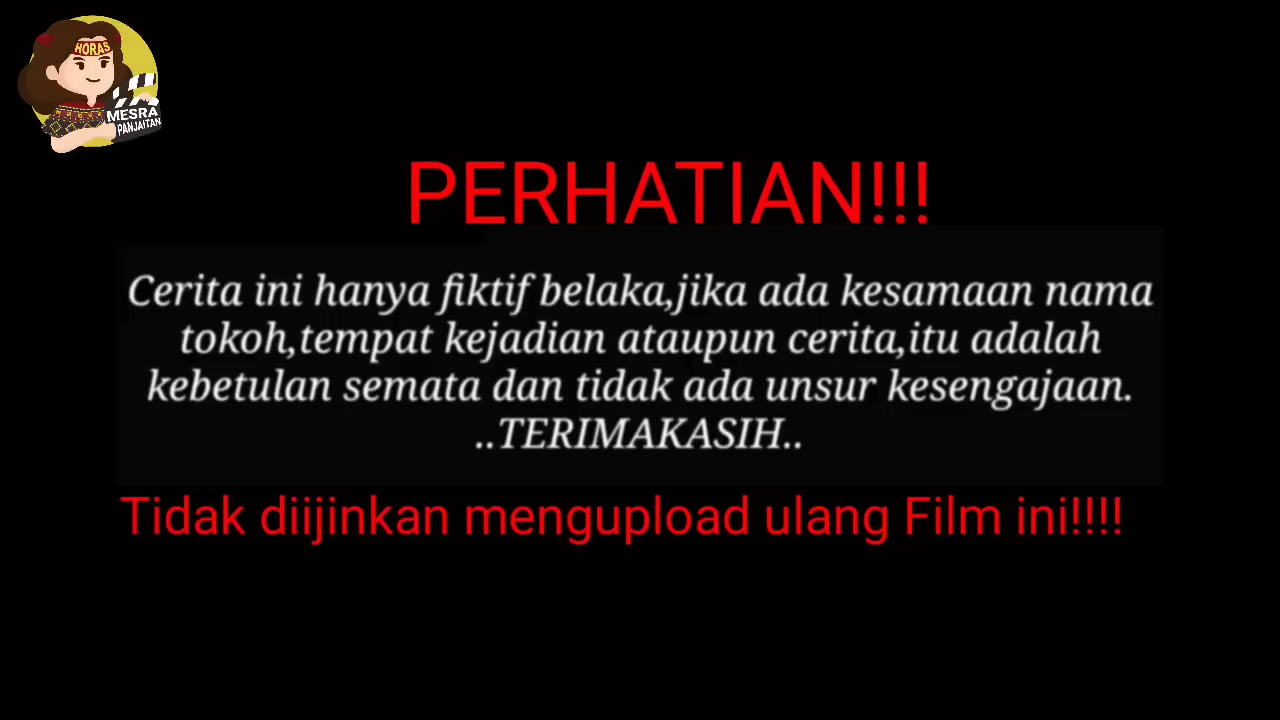 HORAS
MESRA
PANJAITAN
PERHATIAN!!!
Cerita ini hanya fiktif belaka,jika ada kesamaan nama
tokoh,tempat kejadian ataupun cerita,itu adalah
kebetulan semata dan tidak ada unsur kesengajaan.
..TERIMAKASIH..
Tidak diijinkan mengupload ulang Film ini!!!!